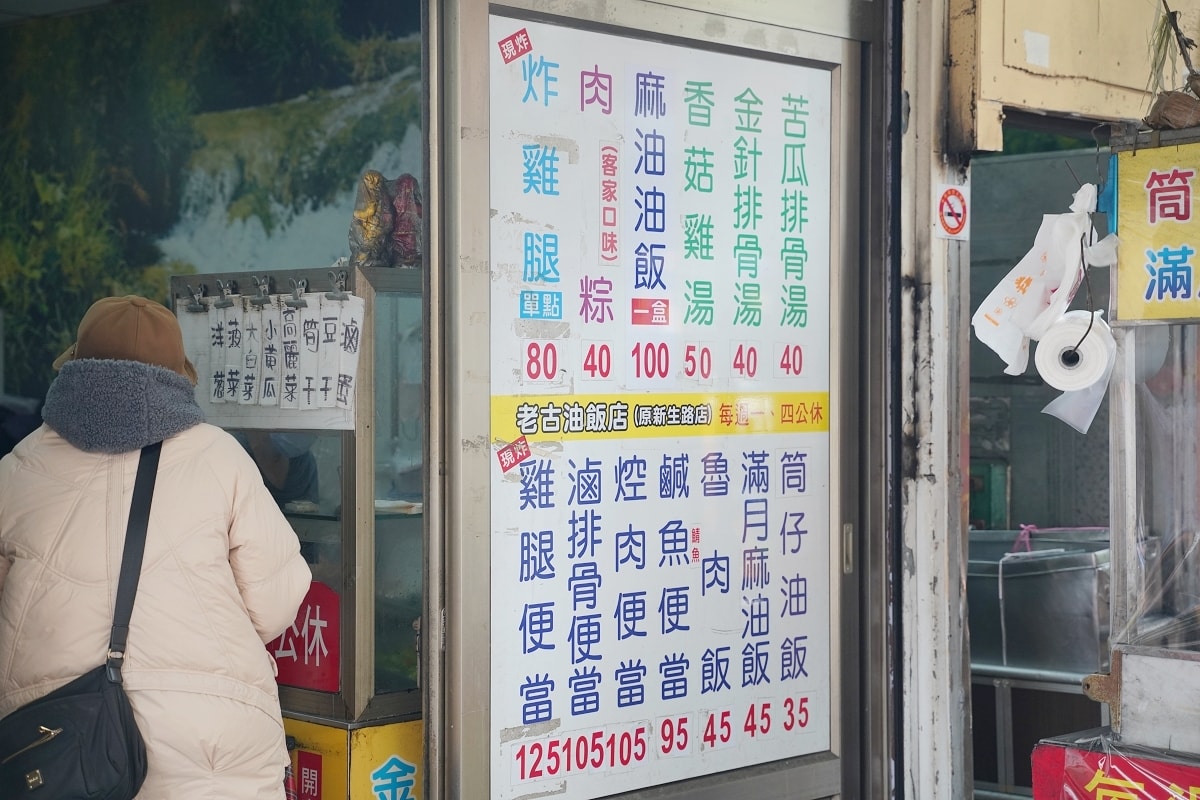 苦瓜排骨湯 40
金針排骨湯 40
香菇雞湯 50
麻油油飯 一盒 100
肉粽 (客家口味) 40
現炸 炸雞腿 單點 80
老古油飯店 (原新生路店) 每週一、四公休
筒仔油飯 35
滿月麻油飯 45
魯肉飯 45
鹹魚便當 鯖魚 95
焢肉便當 105
滷排骨便當 105
現炸 雞腿便當 125
滷蛋
豆干
筍干
高麗菜
小黃瓜
大白菜
菠菜
洋蔥
公休
開
金
筒
滿